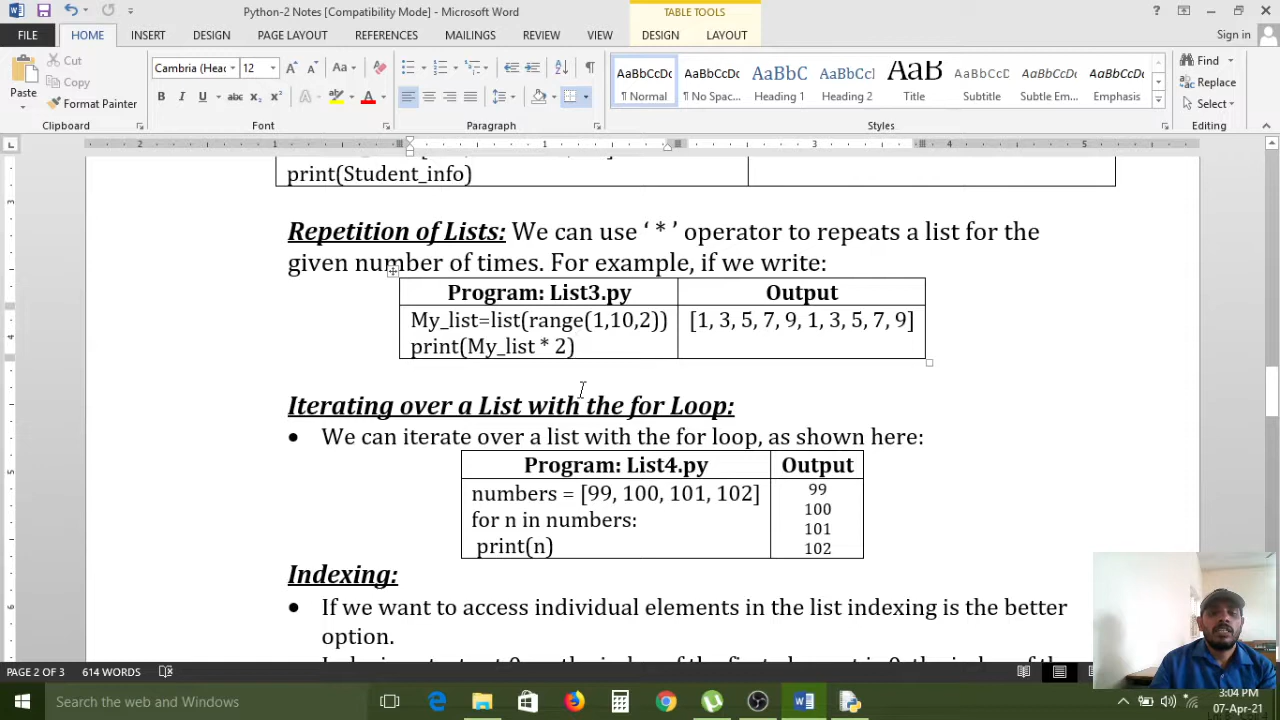 Python-2 Notes [Compatibility Mode] - Microsoft Word
TABLE TOOLS
?
FILE HOME INSERT DESIGN PAGE LAYOUT REFERENCES MAILINGS REVIEW VIEW DESIGN LAYOUT Sign in
Paste
Cut
Copy
Format Painter
Clipboard
Cambria (Heac 12
Font
Paragraph
AaBbCcDc AaBbCcDc AaBbC AaBbCcl AaB AaBbCcD AaBbCcDc AaBbCcDc
¶ Normal ¶ No Spac... Heading 1 Heading 2 Title Subtitle Subtle Em... Emphasis
Styles
Find
Replace
Select
Editing
print(Student_info)
Repetition of Lists: We can use ‘ * ’ operator to repeats a list for the
given number of times. For example, if we write:
Program: List3.py Output
My_list=list(range(1,10,2)) [1, 3, 5, 7, 9, 1, 3, 5, 7, 9]
print(My_list * 2)
Iterating over a List with the for Loop:
• We can iterate over a list with the for loop, as shown here:
Program: List4.py Output
numbers = [99, 100, 101, 102] 99
for n in numbers: 100
print(n) 101
102
Indexing:
• If we want to access individual elements in the list indexing is the better
option.
PAGE 2 OF 3 614 WORDS
Search the web and Windows
3:04 PM
07-Apr-21